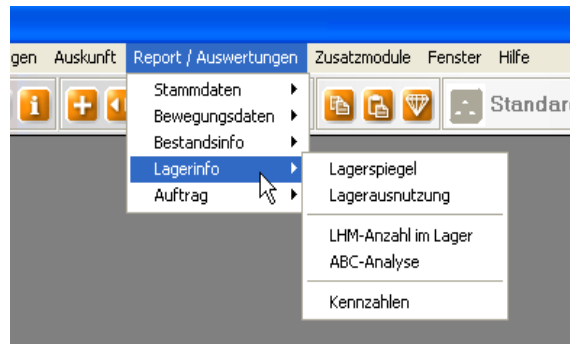 gen Auskunft Report / Auswertungen Zusatzmodule Fenster Hilfe
Standar
Stammdaten
Bewegungsdaten
Bestandsinfo
Lagerinfo
Auftrag
Lagerspiegel
Lagerausnutzung
LHM-Anzahl im Lager
ABC-Analyse
Kennzahlen